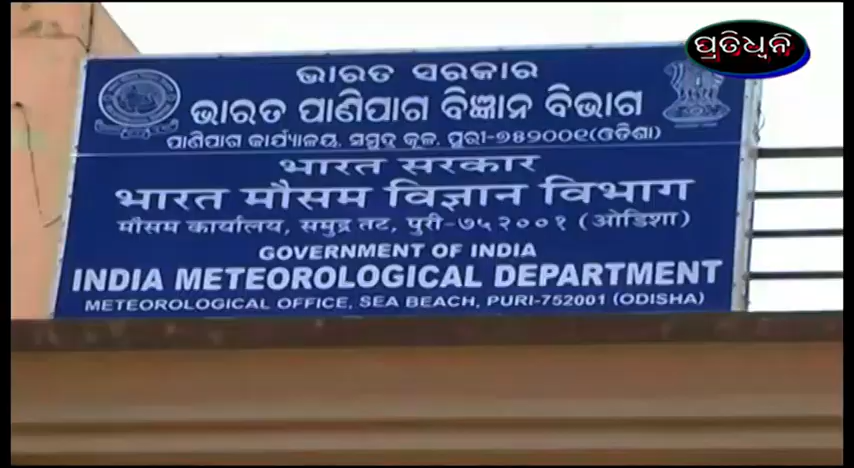 ପ୍ରତିଧ୍ୱନି
ଭାରତ ସରକାର
ଭାରତ ପାଣିପାଗ ବିଜ୍ଞାନ ବିଭାଗ
ପାଣିପାଗ କାର୍ଯ୍ୟାଳୟ, ସମୁଦ୍ର କୂଳ, ପୁରୀ-୭୫୨୦୦୧(ଓଡିଶା)
भारत सरकार
भारत मौसम विज्ञान विभाग
मौसम कार्यालय, समुद्र तट, पुरी-७५२००१ (ओडिशा)
GOVERNMENT OF INDIA
INDIA METEOROLOGICAL DEPARTMENT
METEOROLOGICAL OFFICE, SEA BEACH, PURI-752001 (ODISHA)